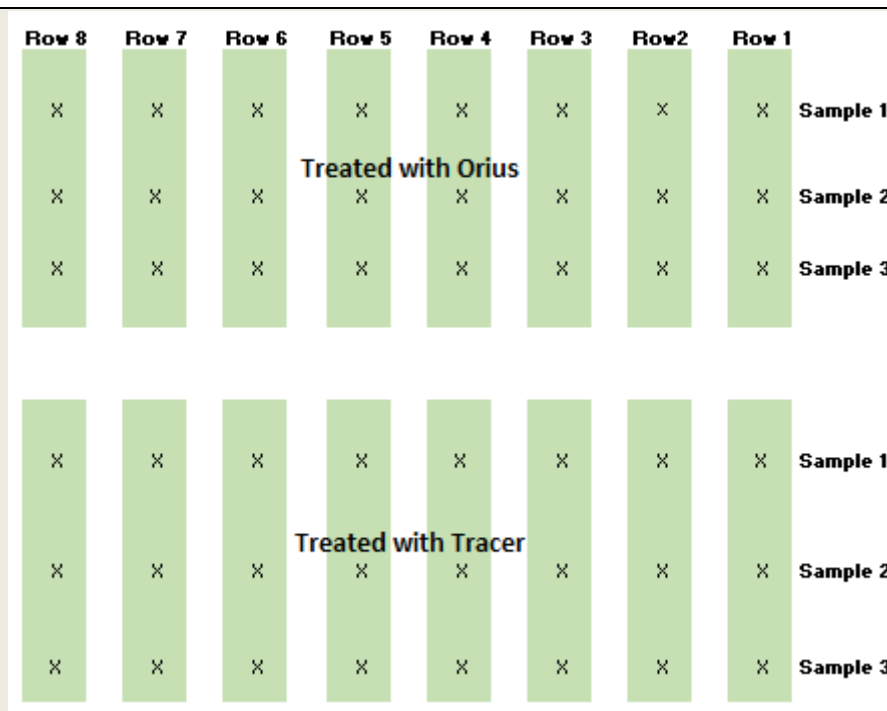 Row 8 Row 7 Row 6 Row 5 Row 4 Row 3 Row2 Row 1
X X X X X X X X Sample 1
Treated with Orius
X X X X X X X X Sample 2
X X X X X X X X Sample 3
X X X X X X X X Sample 1
Treated with Tracer
X X X X X X X X Sample 2
X X X X X X X X Sample 3